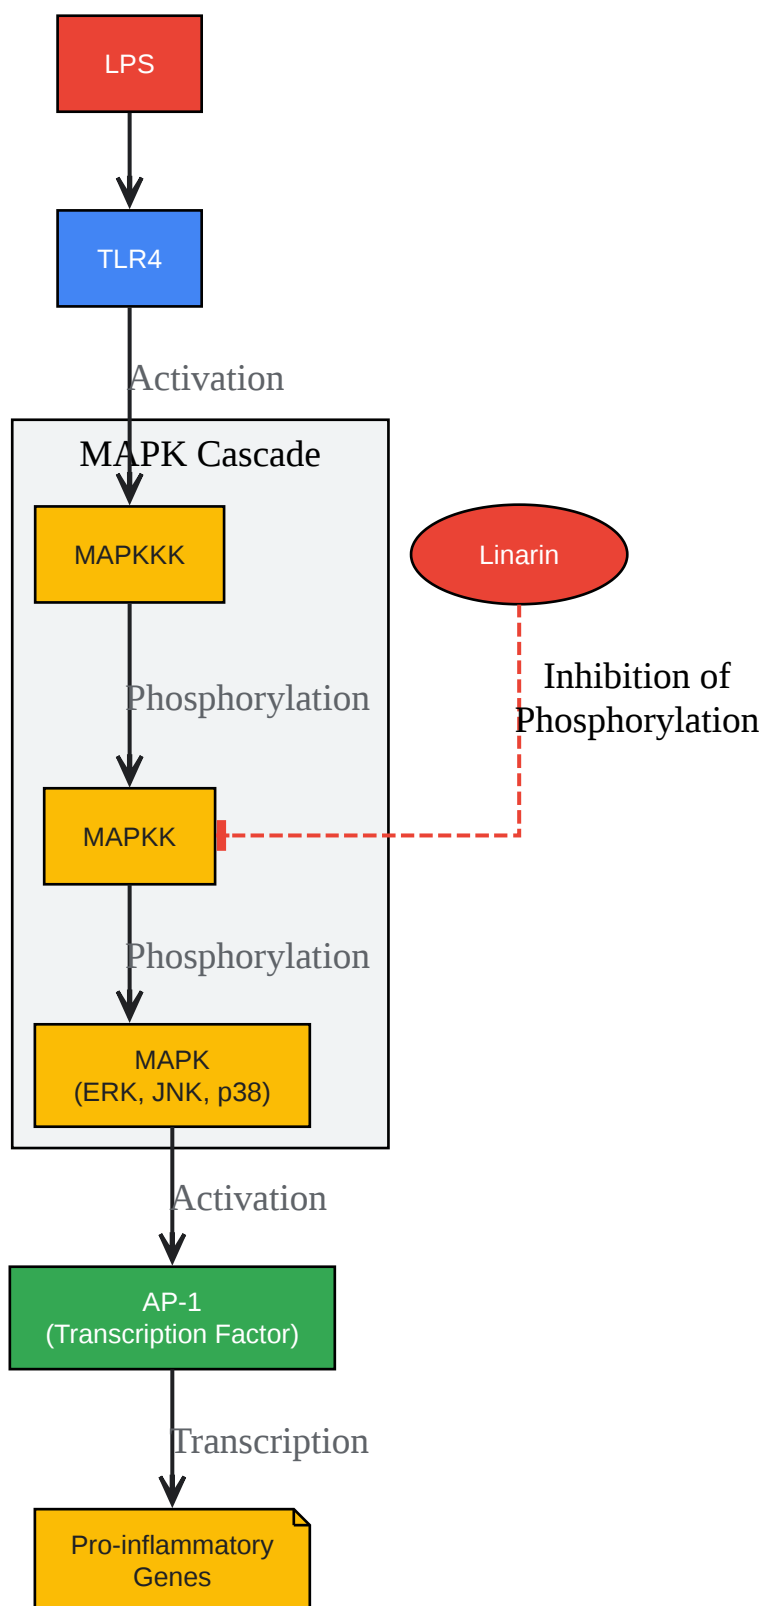 LPS
TLR4
Activation
MAPK Cascade
MAPKKK
Linarin
Phosphorylation
Inhibition of
Phosphorylation
MAPKK
Phosphorylation
MAPK
(ERK, JNK, p38)
Activation
AP-1
(Transcription Factor)
Transcription
Pro-inflammatory
Genes